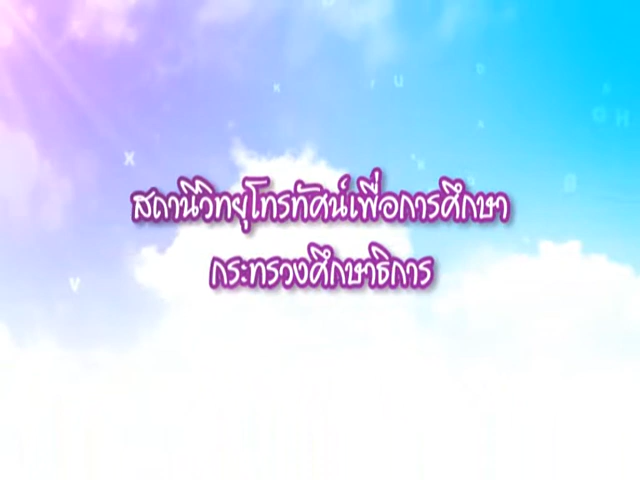 สถานีวิทยุโทรทัศน์เพื่อการศึกษา
กระทรวงศึกษาธิการ